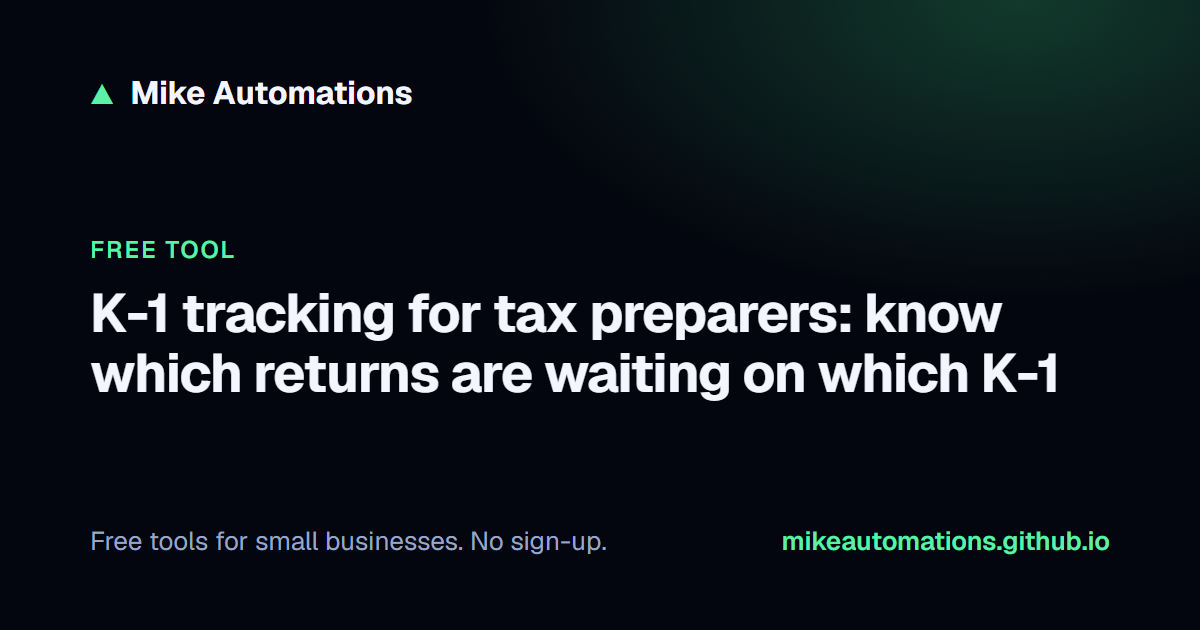 Mike Automations
FREE TOOL
K-1 tracking for tax preparers: know
which returns are waiting on which K-1
Free tools for small businesses. No sign-up.
mikeautomations.github.io